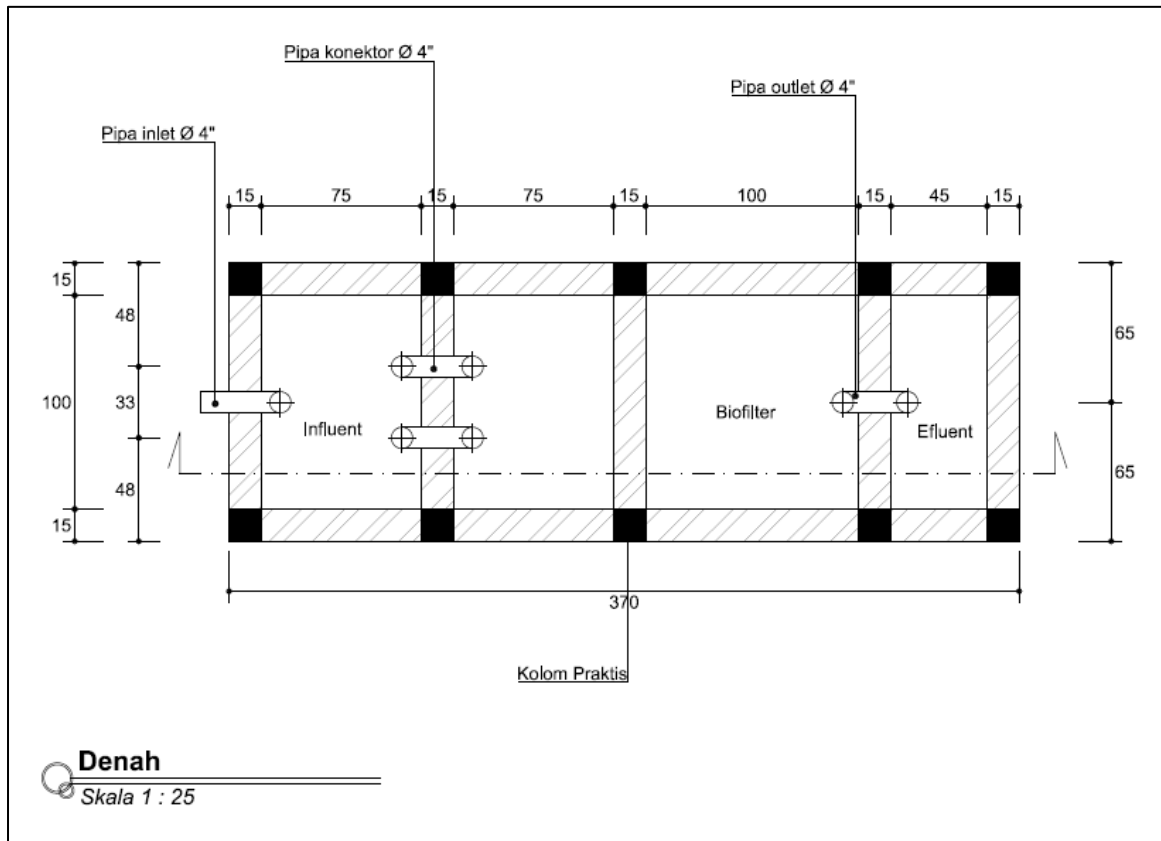 Pipa konektor Ø 4"
Pipa outlet Ø 4"
Pipa inlet Ø 4"
15 75 15 75 15 100 15 45 15
15
48
65
100
33
Influent
Biofilter
Efluent
48
65
15
370
Kolom Praktis
Denah
Skala 1 : 25